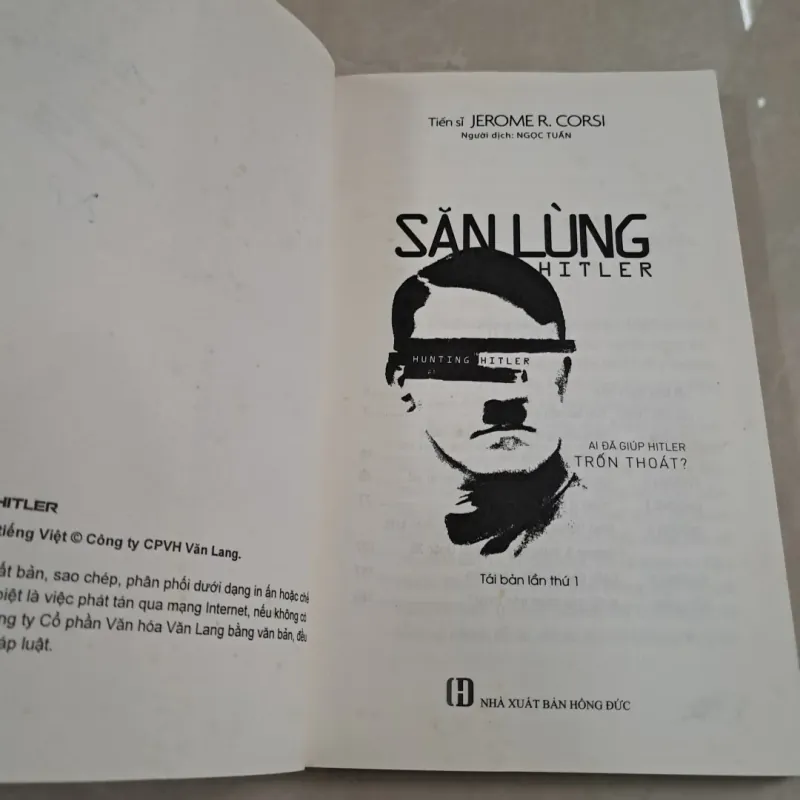 HITLER
tiếng Việt © Công ty CPVH Văn Lang.
ất bản, sao chép, phân phối dưới dạng in ấn hoặc chế
biệt là việc phát tán qua mạng Internet, nếu không có
ng ty Cổ phần Văn hóa Văn Lang bằng văn bản, đều
áp luật.
Tiến sĩ JEROME R. CORSI
Người dịch: NGỌC TUẤN
SĂN LÙNG
HITLER
HUNTING HITLER
AI ĐÃ GIÚP HITLER
TRỐN THOÁT?
Tái bản lần thứ 1
NHÀ XUẤT BẢN HỒNG ĐỨC